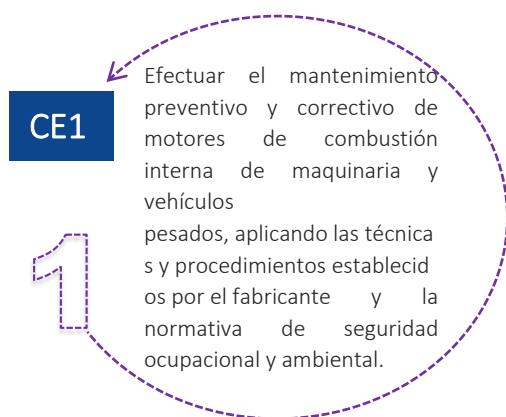 CE1
1
Efectuar el mantenimiento
preventivo y correctivo de
motores de combustión
interna de maquinaria y
vehículos
pesados, aplicando las técnica
s y procedimientos establecid
os por el fabricante y la
normativa de seguridad
ocupacional y ambiental.